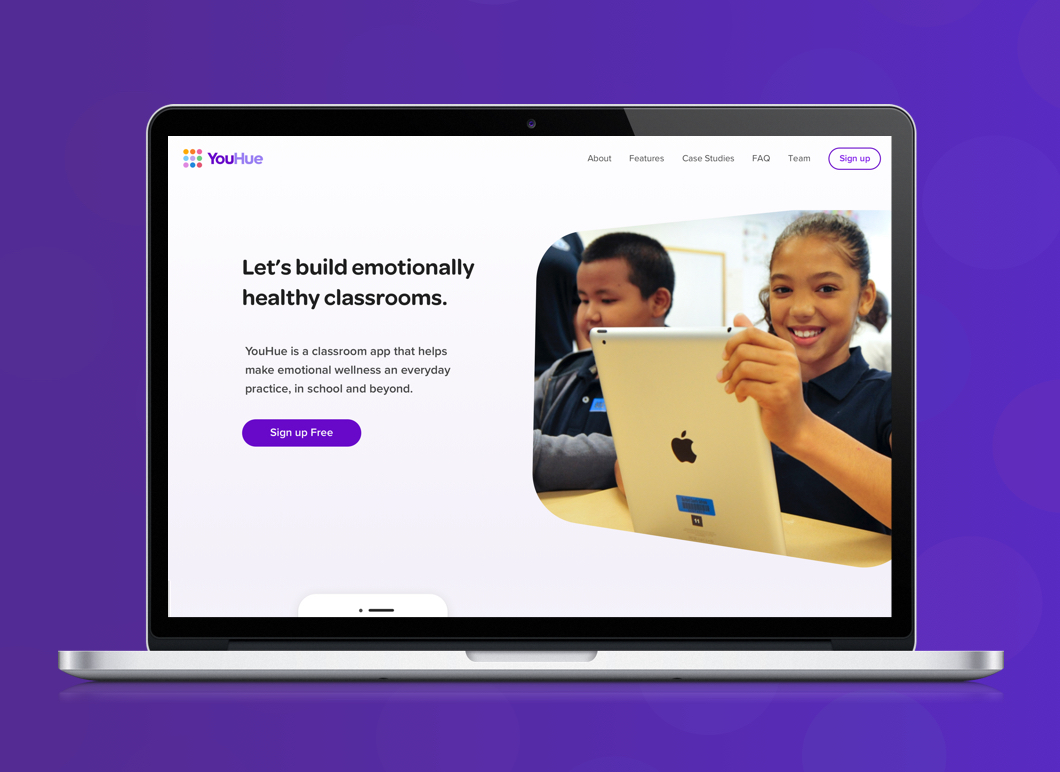 YouHue
About Features Case Studies FAQ Team Sign up
Let's build emotionally
healthy classrooms.
YouHue is a classroom app that helps
make emotional wellness an everyday
practice, in school and beyond.
Sign up Free